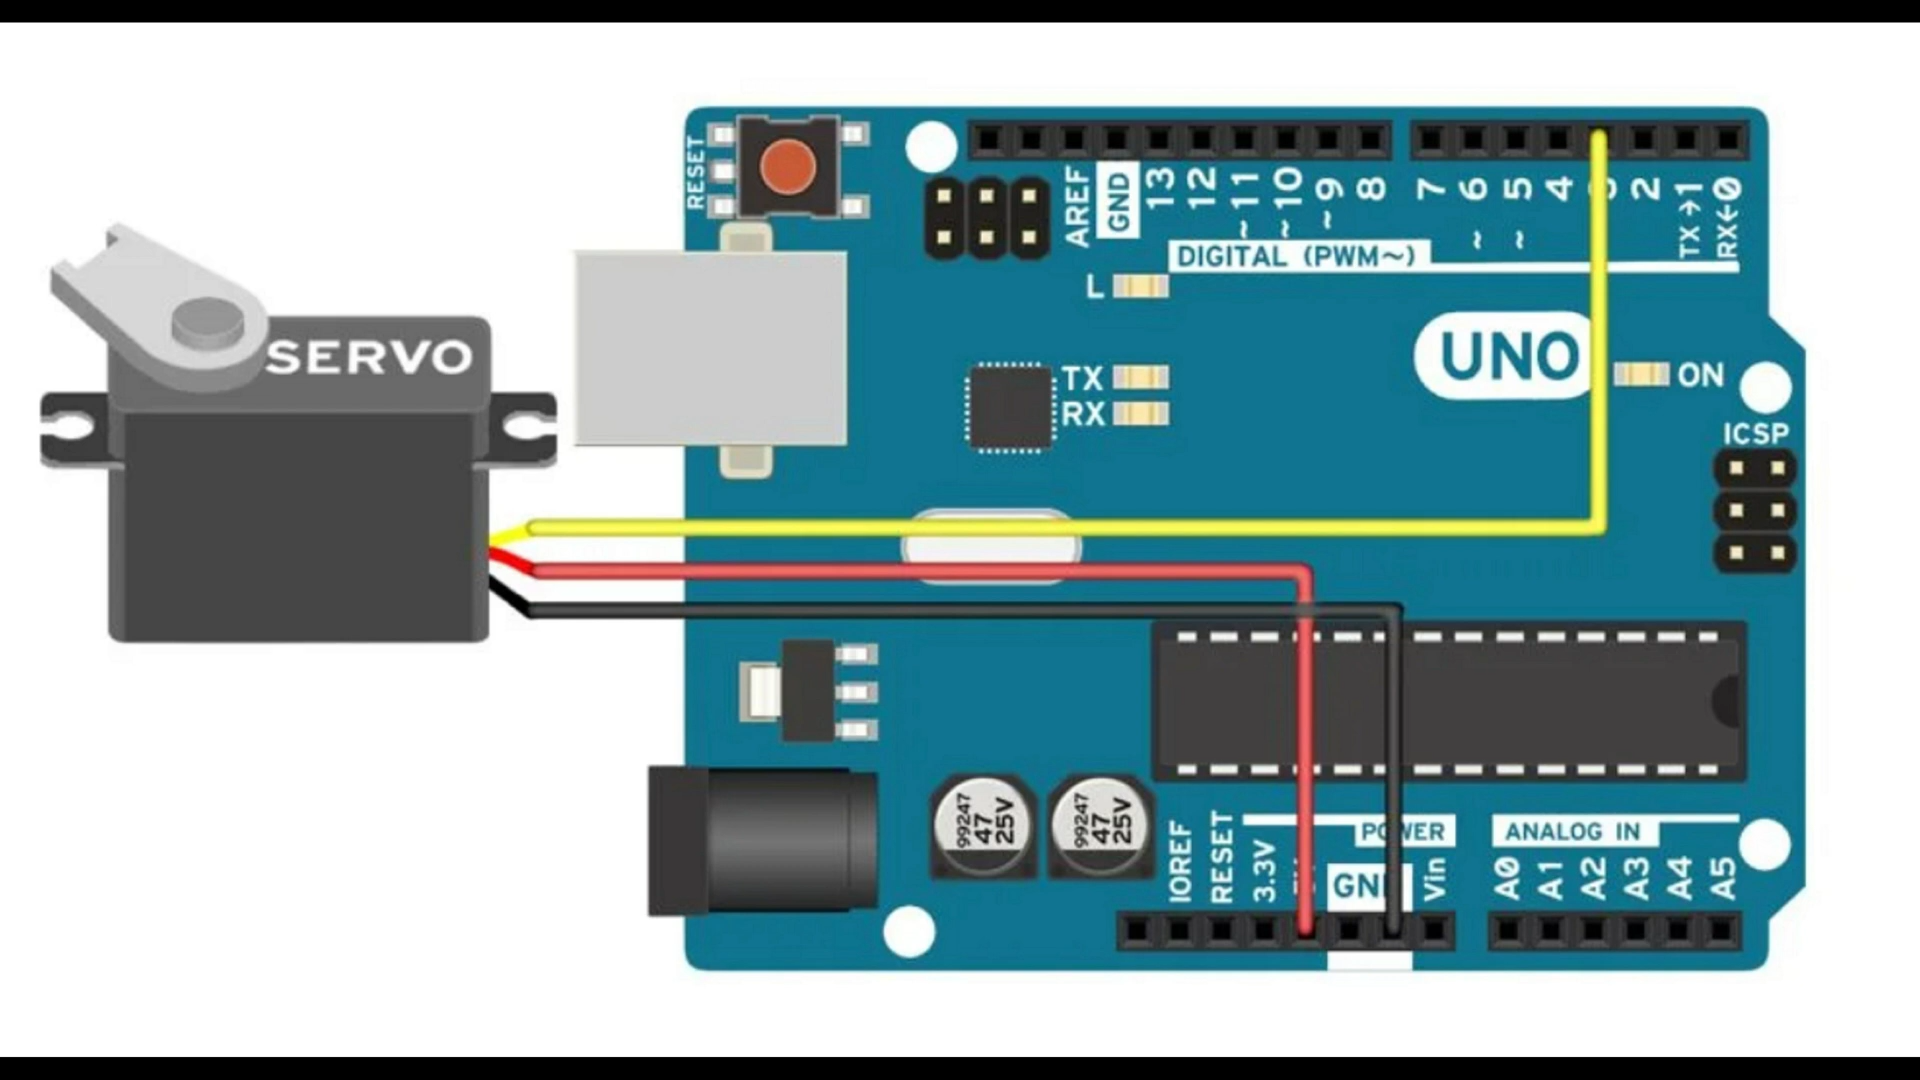 RESET
AREF
GND
13
12
~11
~10
~9
8
7
~6
~5
4
2
TX→1
RX←0
DIGITAL (PWM~)
L
SERVO
UNO
TX
ON
RX
ICSP
99247
47
25V
99247
47
25V
POWER
ANALOG IN
IOREF
RESET
3.3V
GND
Vin
A0
A1
A2
A3
A4
A5